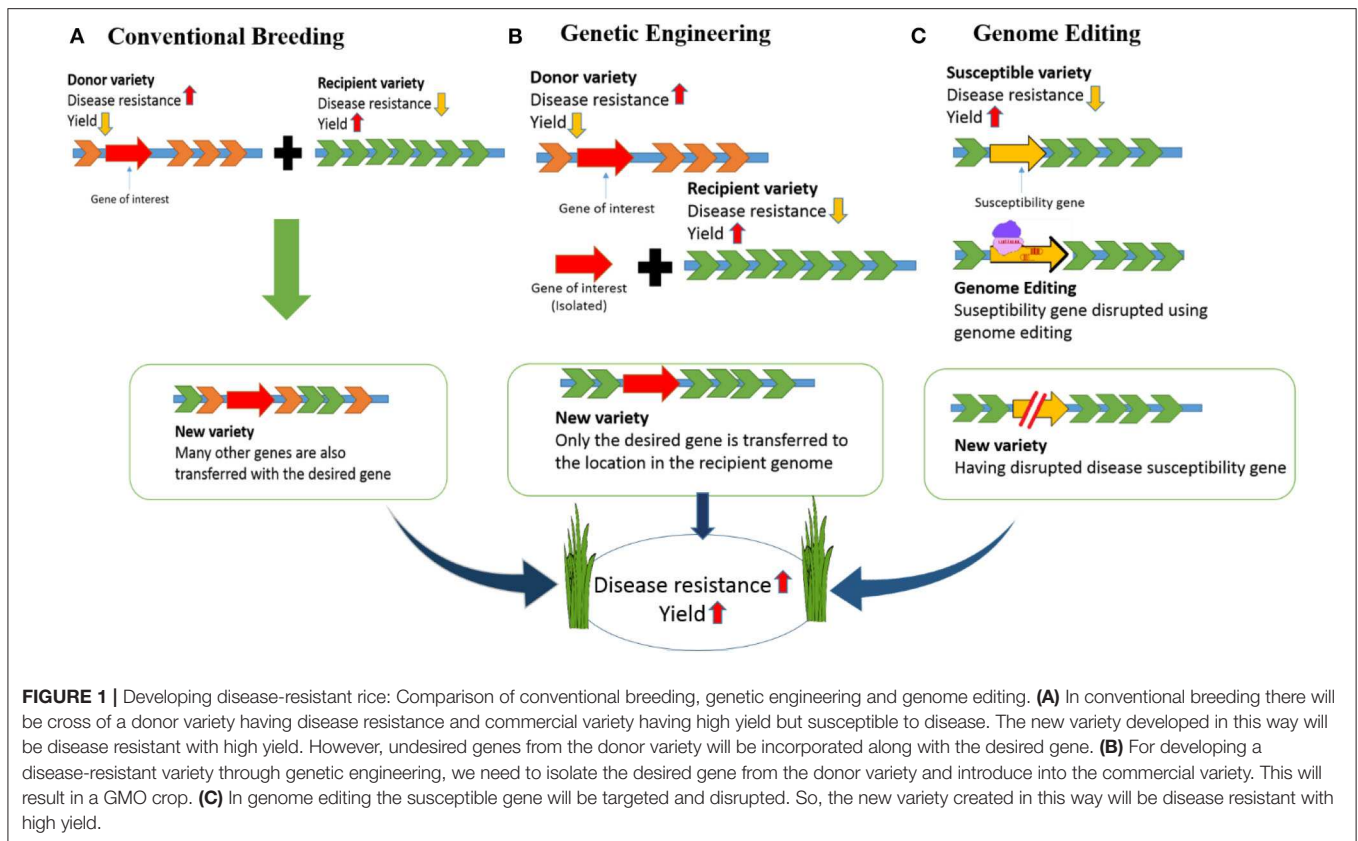 A Conventional Breeding
Donor variety
Disease resistance
Yield
Gene of interest
Recipient variety
Disease resistance
Yield
New variety
Many other genes are also
transferred with the desired gene
B Genetic Engineering
Donor variety
Disease resistance
Yield
Gene of interest
Recipient variety
Disease resistance
Yield
Gene of interest
(Isolated)
New variety
Only the desired gene is transferred to
the location in the recipient genome
C Genome Editing
Susceptible variety
Disease resistance
Yield
Susceptibility gene
Genome Editing
Suseptibility gene disrupted using
genome editing
New variety
Having disrupted disease susceptibility gene
Disease resistance
Yield
FIGURE 1 | Developing disease-resistant rice: Comparison of conventional breeding, genetic engineering and genome editing. (A) In conventional breeding there will
be cross of a donor variety having disease resistance and commercial variety having high yield but susceptible to disease. The new variety developed in this way will
be disease resistant with high yield. However, undesired genes from the donor variety will be incorporated along with the desired gene. (B) For developing a
disease-resistant variety through genetic engineering, we need to isolate the desired gene from the donor variety and introduce into the commercial variety. This will
result in a GMO crop. (C) In genome editing the susceptible gene will be targeted and disrupted. So, the new variety created in this way will be disease resistant with
high yield.